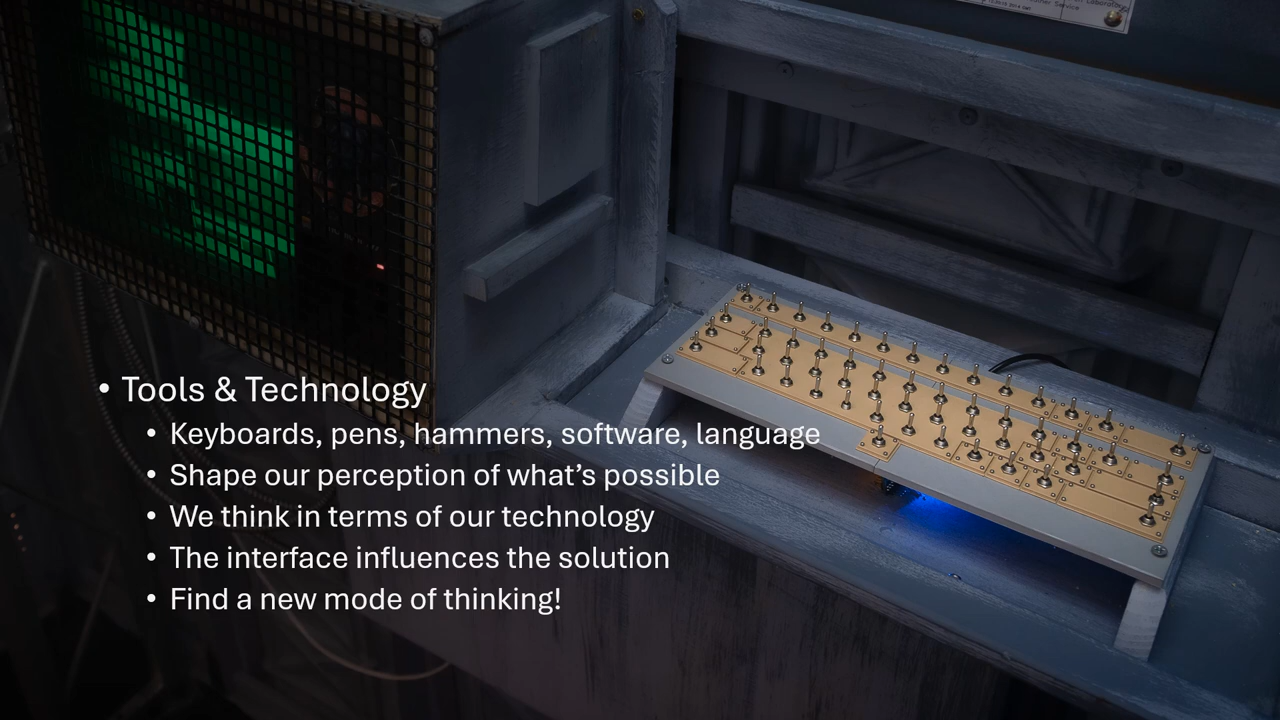 • Tools & Technology
• Keyboards, pens, hammers, software, language
• Shape our perception of what’s possible
• We think in terms of our technology
• The interface influences the solution
• Find a new mode of thinking!